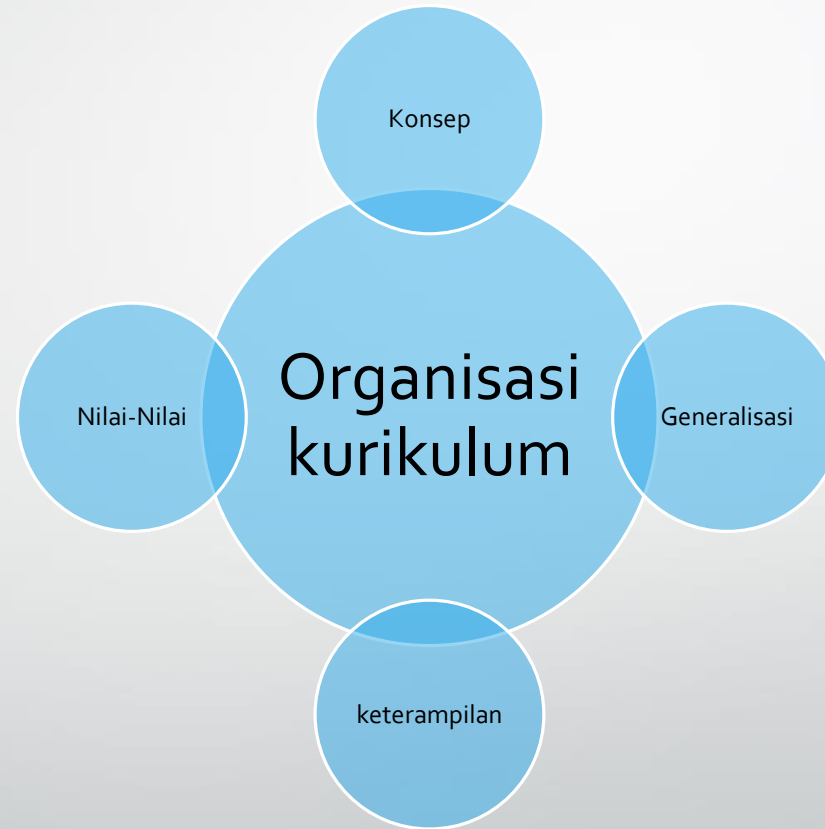 Konsep
Organisasi
kurikulum
Nilai-Nilai
Generalisasi
keterampilan